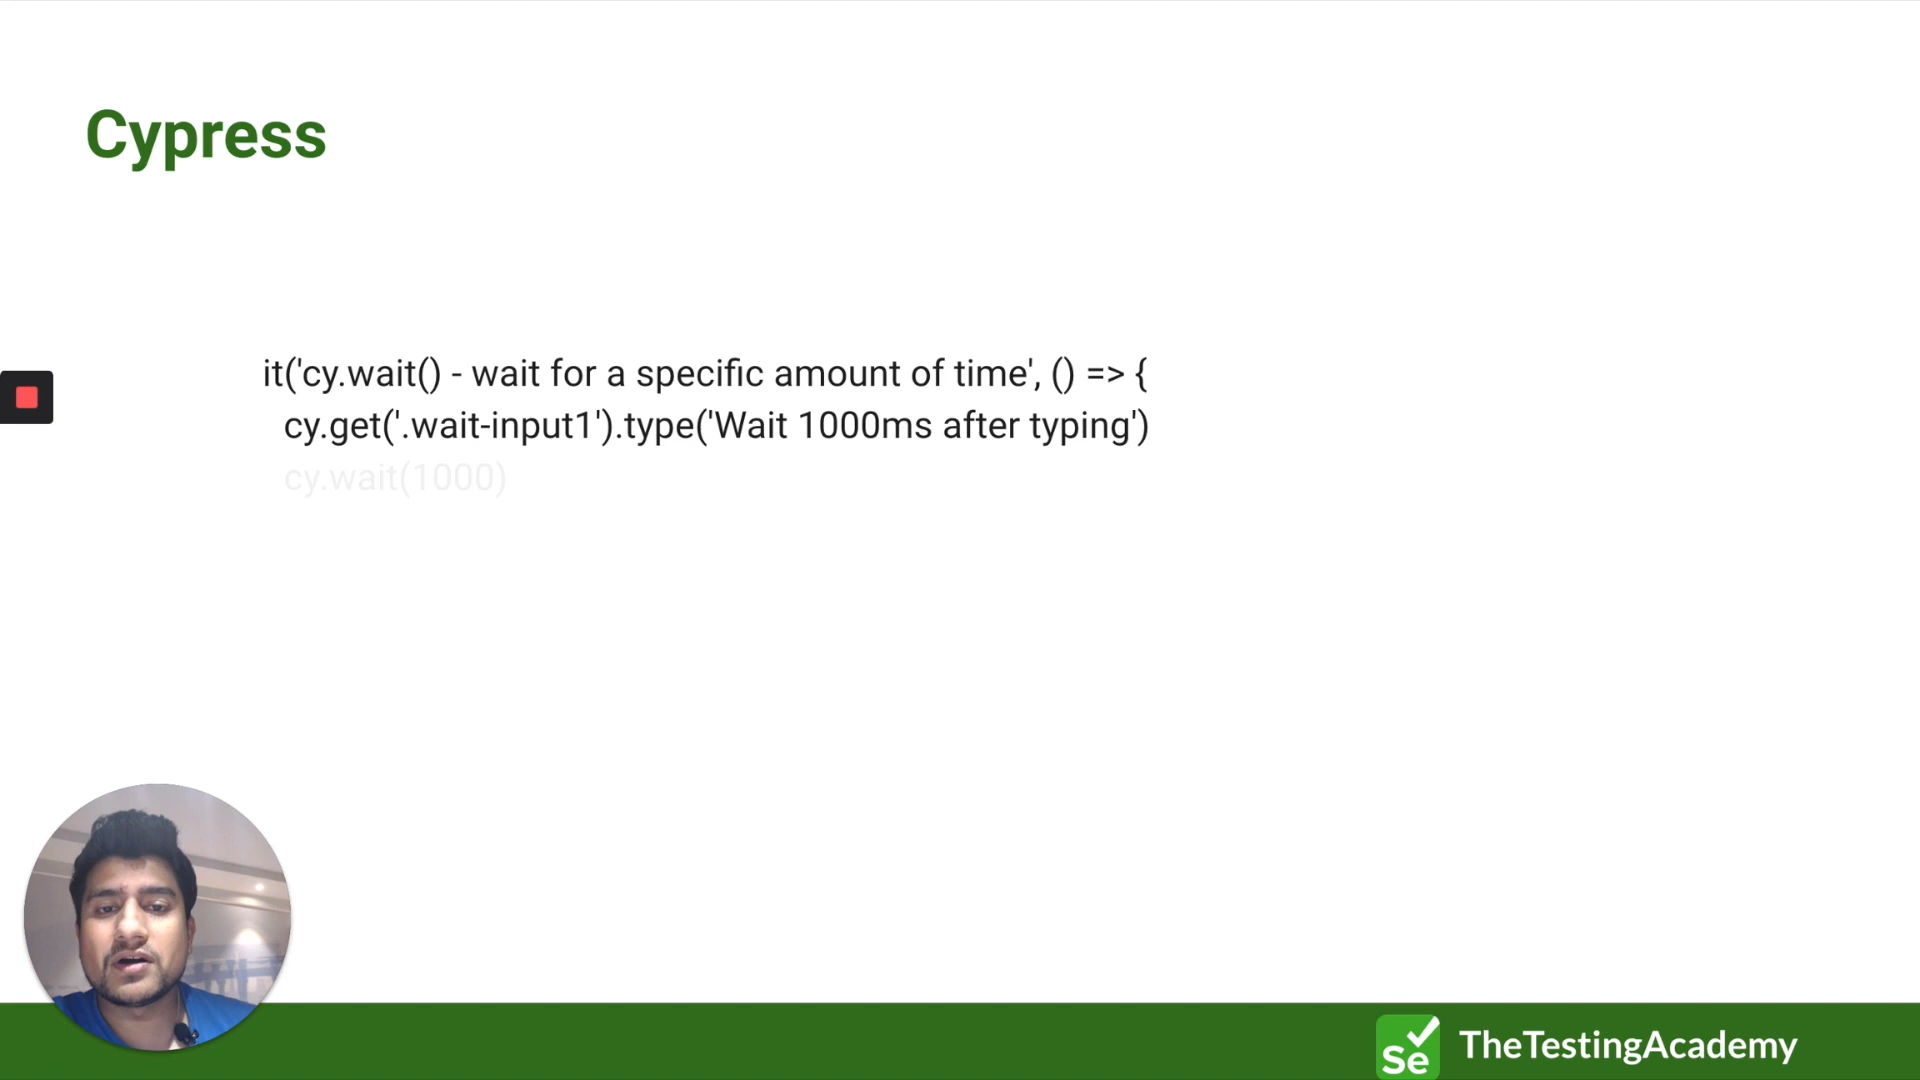 Cypress
it('cy.wait() - wait for a specific amount of time', () => {
cy.get('.wait-input1').type('Wait 1000ms after typing')
cy.wait(1000)
Se
TheTestingAcademy